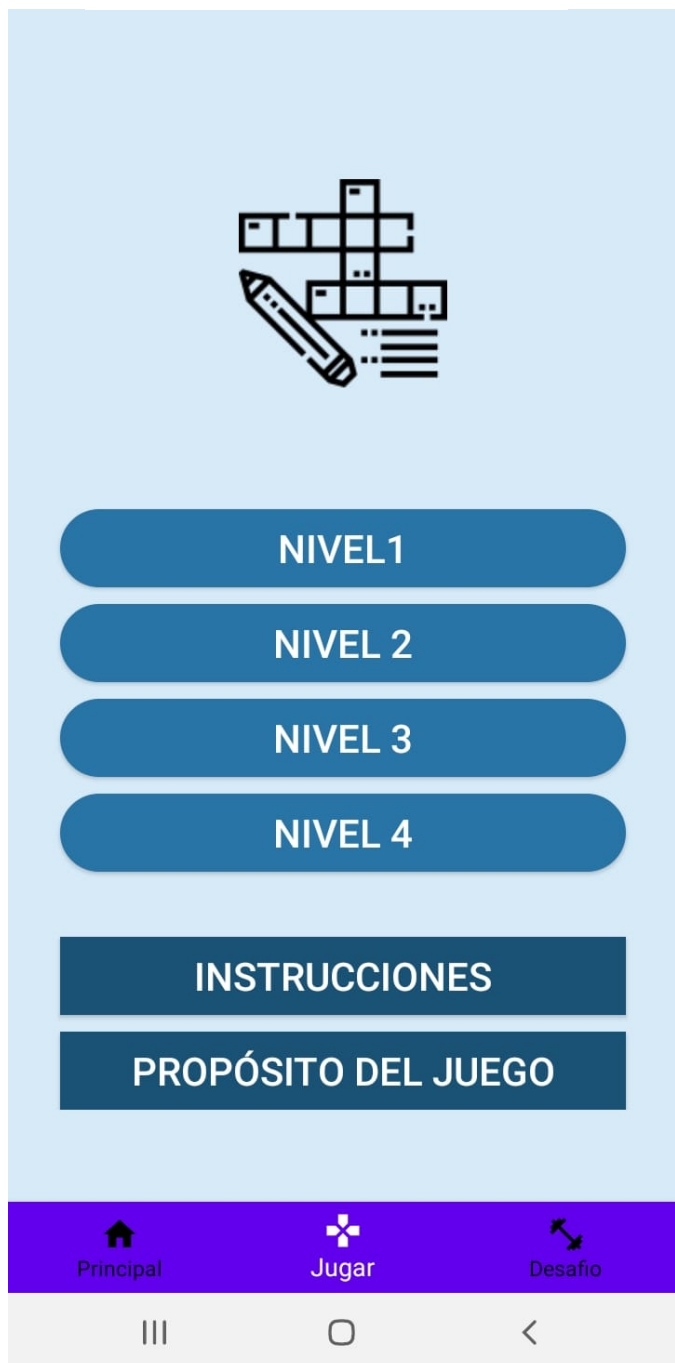 NIVEL1
NIVEL 2
NIVEL 3
NIVEL 4
INSTRUCCIONES
PROPÓSITO DEL JUEGO
Principal
Jugar
Desafio